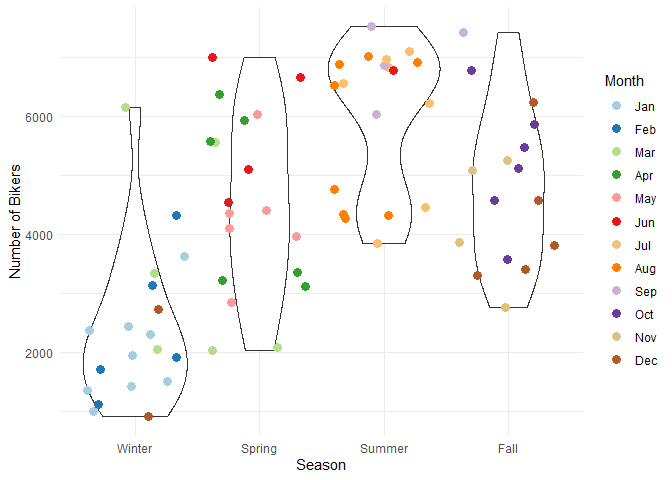 Number of Bikers
6000
4000
2000
Winter
Spring
Summer
Fall
Season
Month
Jan
Feb
Mar
Apr
May
Jun
Jul
Aug
Sep
Oct
Nov
Dec